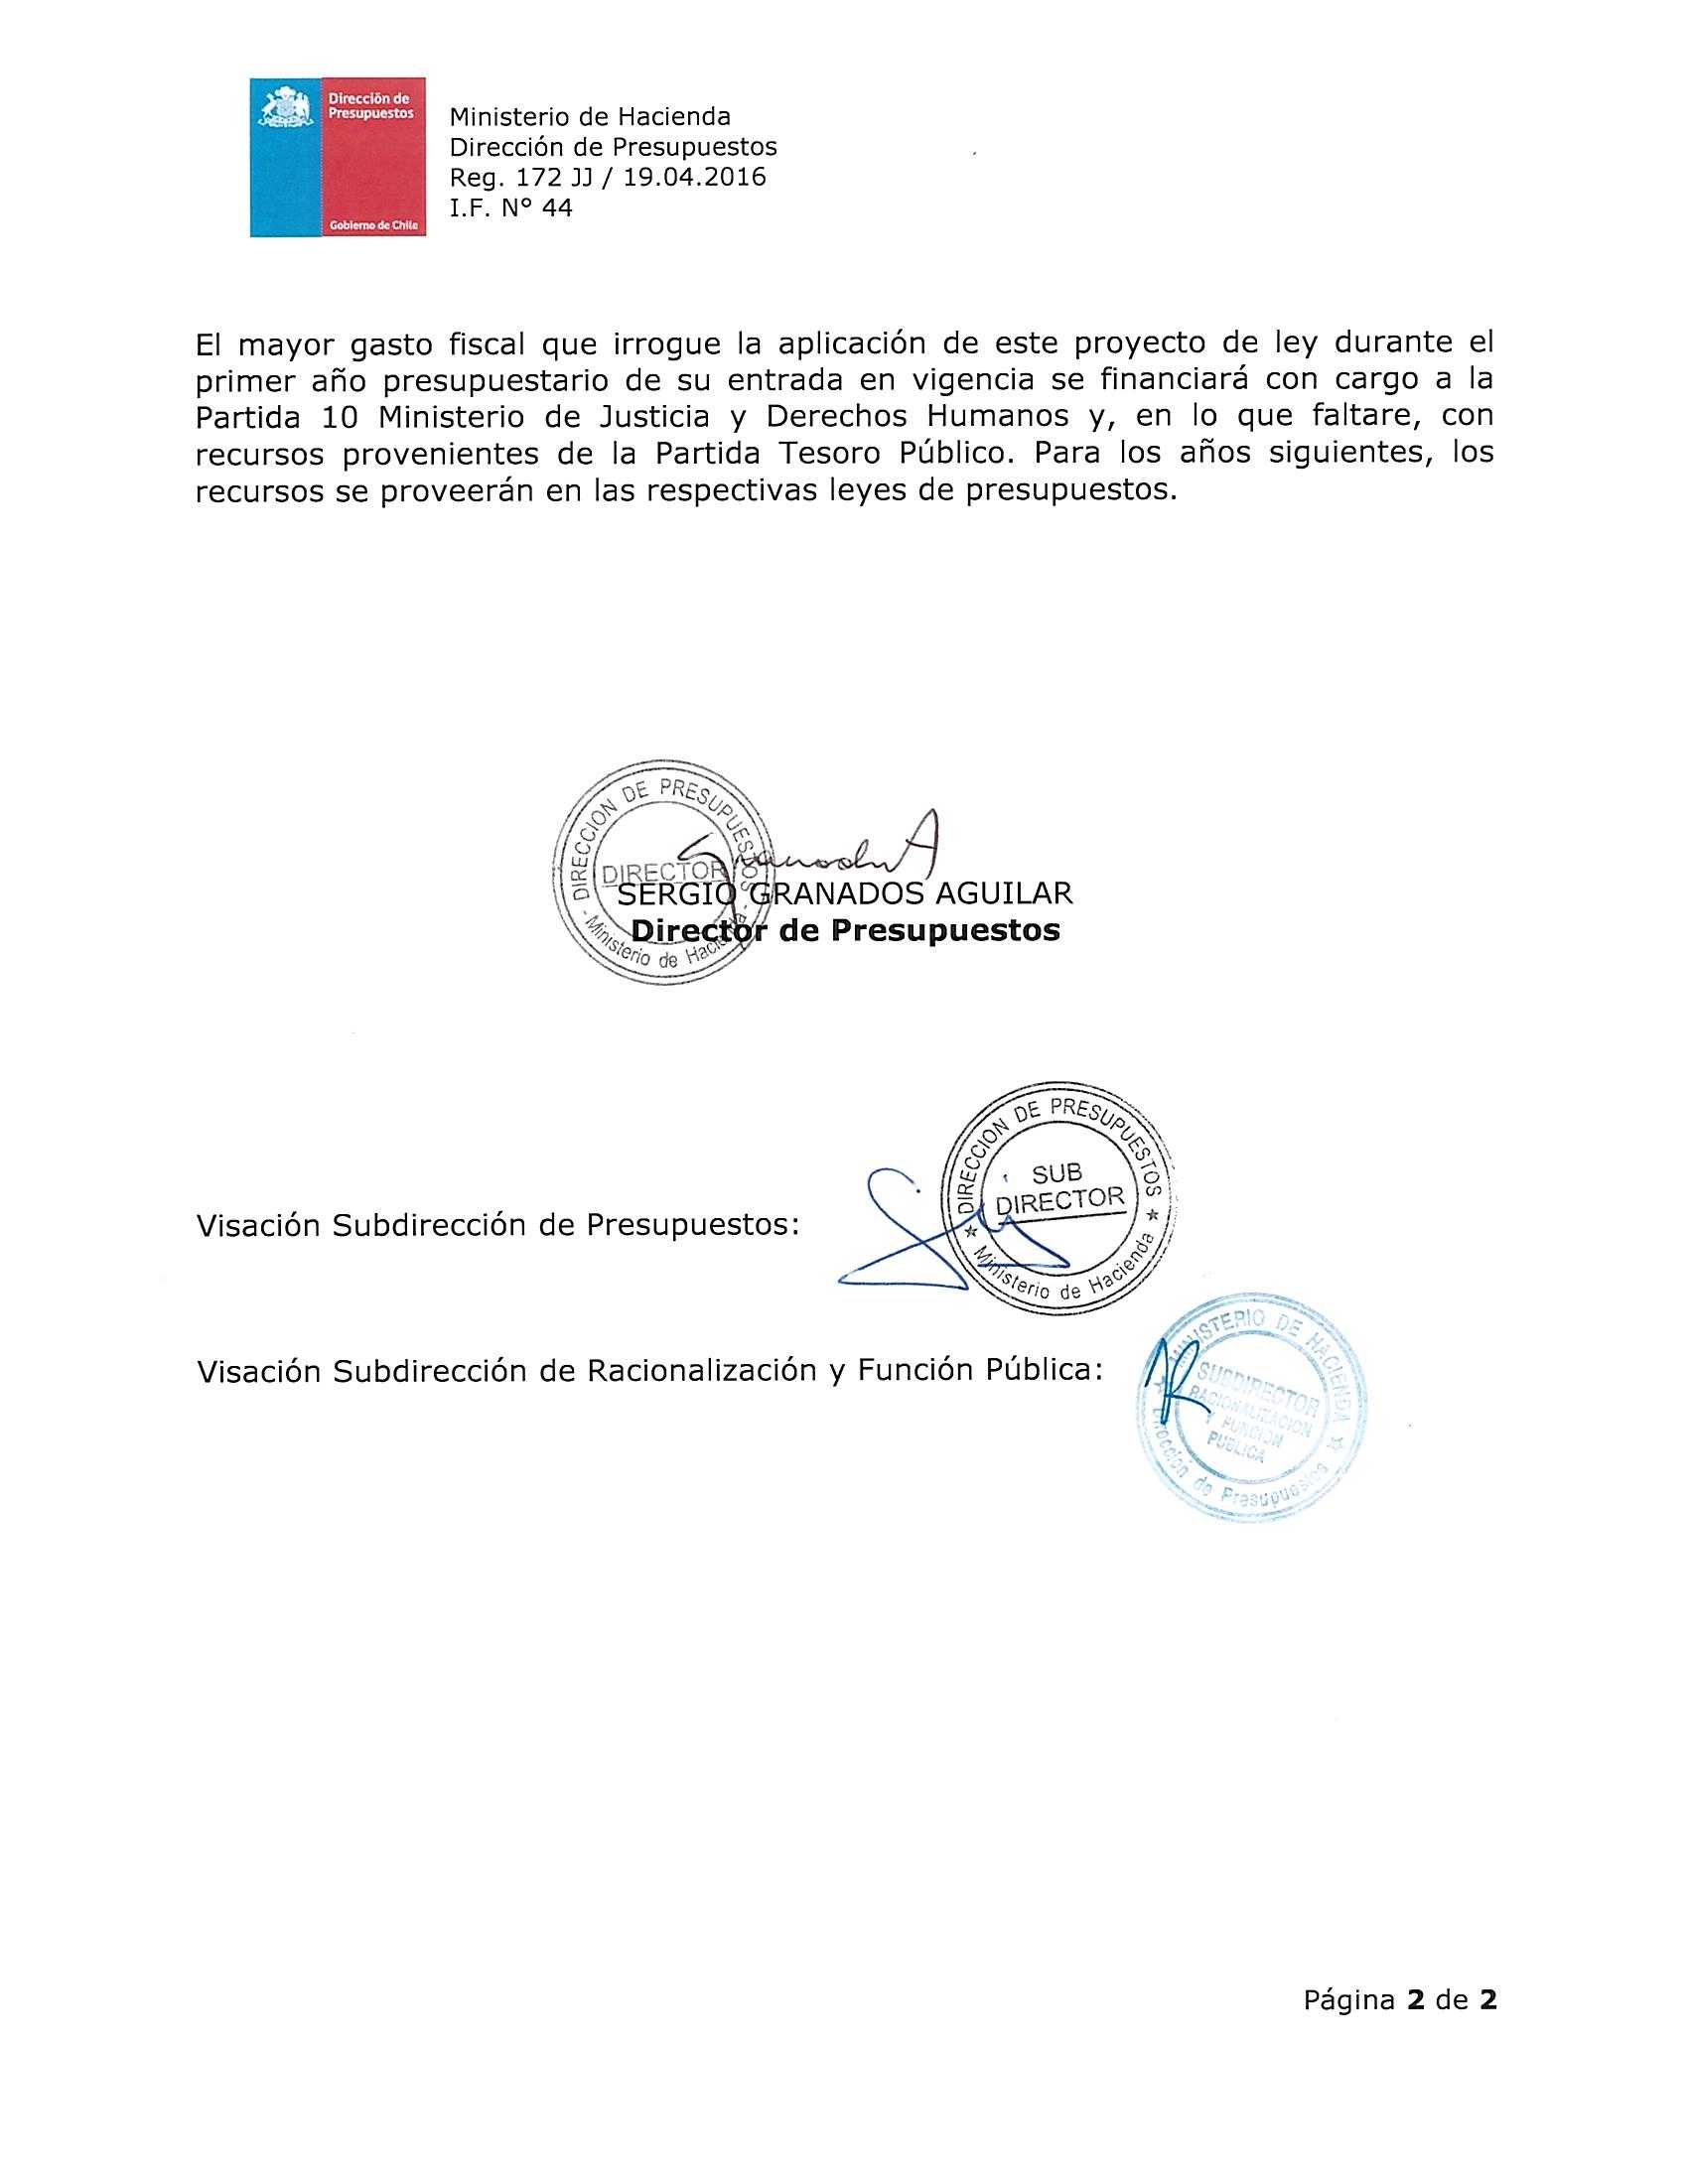 Dirección de
Presupuestos
Gobierno de Chile
Ministerio de Hacienda
Dirección de Presupuestos
Reg. 172 JJ / 19.04.2016
I.F. N° 44
El mayor gasto fiscal que irrogue la aplicación de este proyecto de ley durante el
primer año presupuestario de su entrada en vigencia se financiará con cargo a la
Partida 10 Ministerio de Justicia y Derechos Humanos y, en lo que faltare, con
recursos provenientes de la Partida Tesoro Público. Para los años siguientes, los
recursos se proveerán en las respectivas leyes de presupuestos.
DIRECCION DE PRESUPUESTOS
DIRECTOR
Ministerio de Hacienda
SERGIO GRANADOS AGUILAR
Director de Presupuestos
DIRECCION DE PRESUPUESTOS
SUB
DIRECTOR
Ministerio de Hacienda
Visación Subdirección de Presupuestos:
Visación Subdirección de Racionalización y Función Pública:
MINISTERIO DE HACIENDA
SUBDIRECTOR
RACIONALIZACION
Y FUNCION
PUBLICA
Dirección de Presupuestos
Página 2 de 2